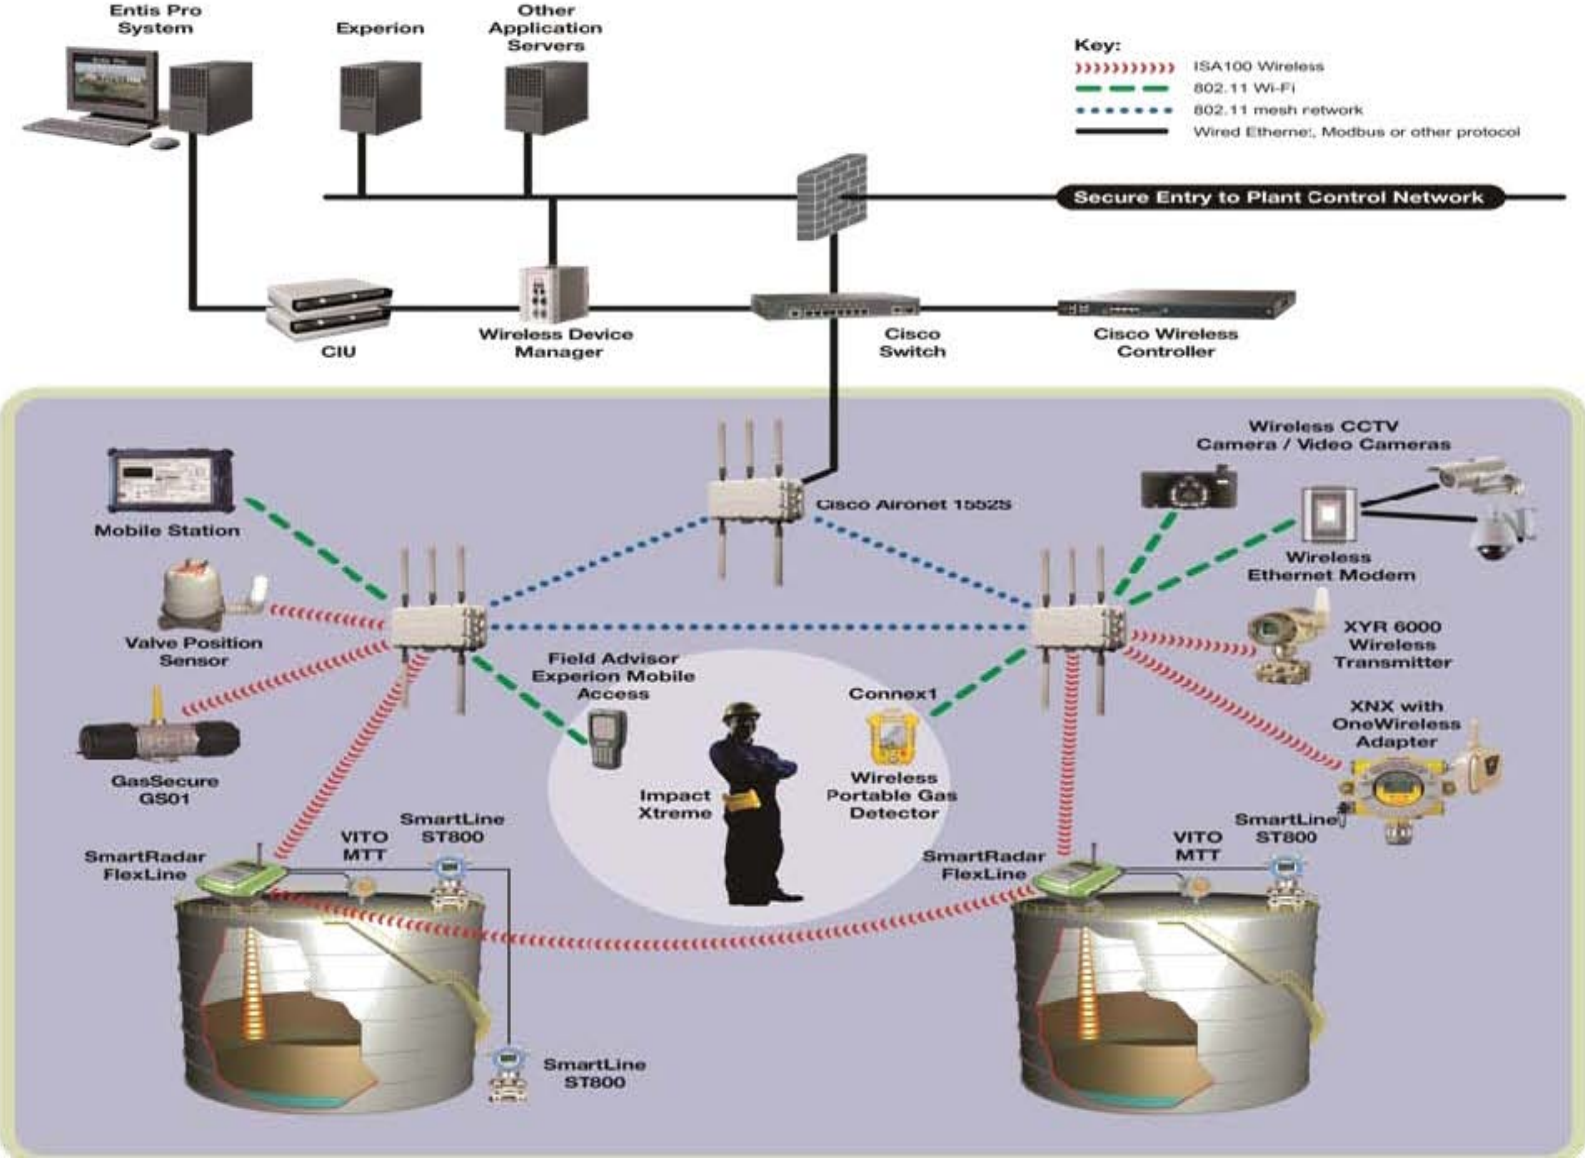 Entis Pro
System
Experion
Other
Application
Servers
Key:
ISA100 Wireless
802.11 Wi-Fi
802.11 mesh network
Wired Ethernet, Modbus or other protocol
Entis Pro
Secure Entry to Plant Control Network
CIU
Wireless Device
Manager
Cisco
Switch
Cisco Wireless
Controller
Mobile Station
Cisco Aironet 1552S
Wireless CCTV
Camera / Video Cameras
Wireless
Ethernet Modem
Valve Position
Sensor
XYR 6000
Wireless
Transmitter
GasSecure
GS01
Field Advisor
Experion Mobile
Access
Connex1
Impact
Xtreme
Wireless
Portable Gas
Detector
XNX with
OneWireless
Adapter
SmartRadar
FlexLine
VITO
MTT
SmartLine
ST800
SmartLine
ST800
SmartRadar
FlexLine
VITO
MTT
SmartLine
ST800